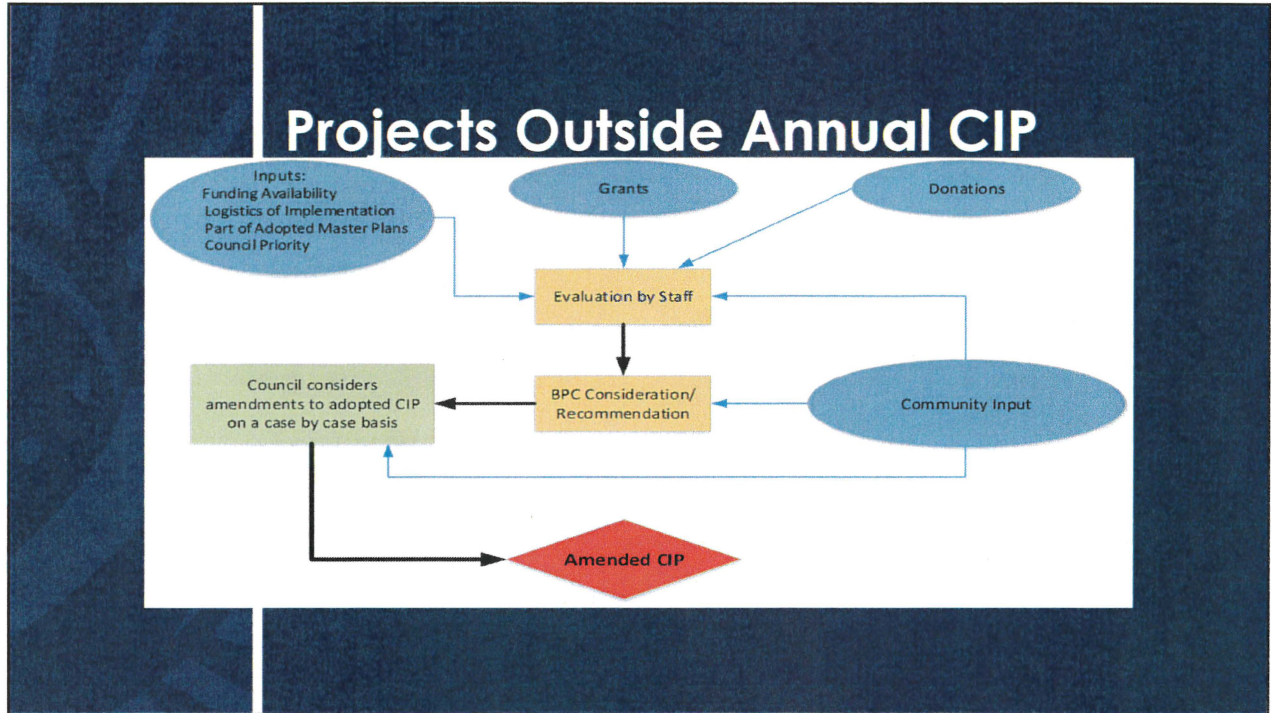 Projects Outside Annual CIP
Inputs:
Funding Availability
Logistics of Implementation
Part of Adopted Master Plans
Council Priority
Grants
Donations
Evaluation by Staff
Council considers
amendments to adopted CIP
on a case by case basis
BPC Consideration/
Recommendation
Community Input
Amended CIP